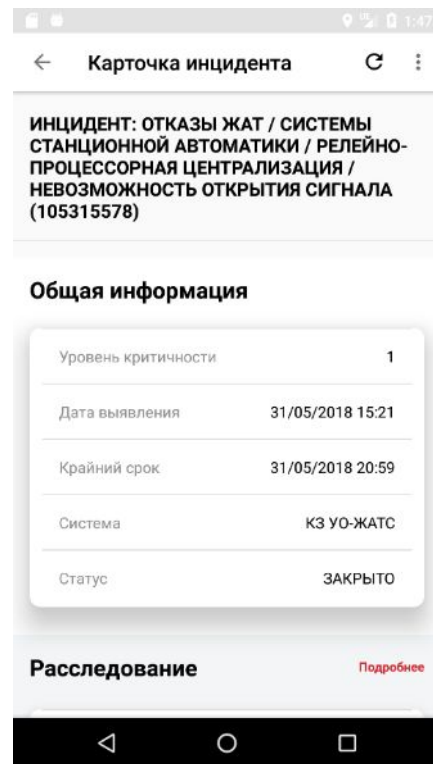 1:47
Карточка инцидента
ИНЦИДЕНТ: ОТКАЗЫ ЖАТ / СИСТЕМЫ
СТАНЦИОННОЙ АВТОМАТИКИ / РЕЛЕЙНО-
ПРОЦЕССОРНАЯ ЦЕНТРАЛИЗАЦИЯ /
НЕВОЗМОЖНОСТЬ ОТКРЫТИЯ СИГНАЛА
(105315578)
Общая информация
Уровень критичности 1
Дата выявления 31/05/2018 15:21
Крайний срок 31/05/2018 20:59
Система КЗ УО-ЖАТС
Статус ЗАКРЫТО
Расследование Подробнее